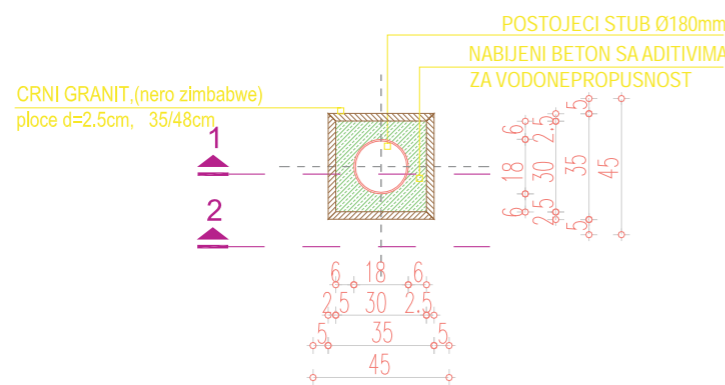 POSTOJECI STUB Ø180mm
NABIJENI BETON SA ADITIVIMA
ZA VODONEPROPUSNOST
CRNI GRANIT,(nero zimbabwe)
ploce d=2.5cm, 35/48cm
1
2
6 18 6
2.5 30 2.5
5 35 5
45
6 18 6
2.5 30 2.5
5 35 5
45